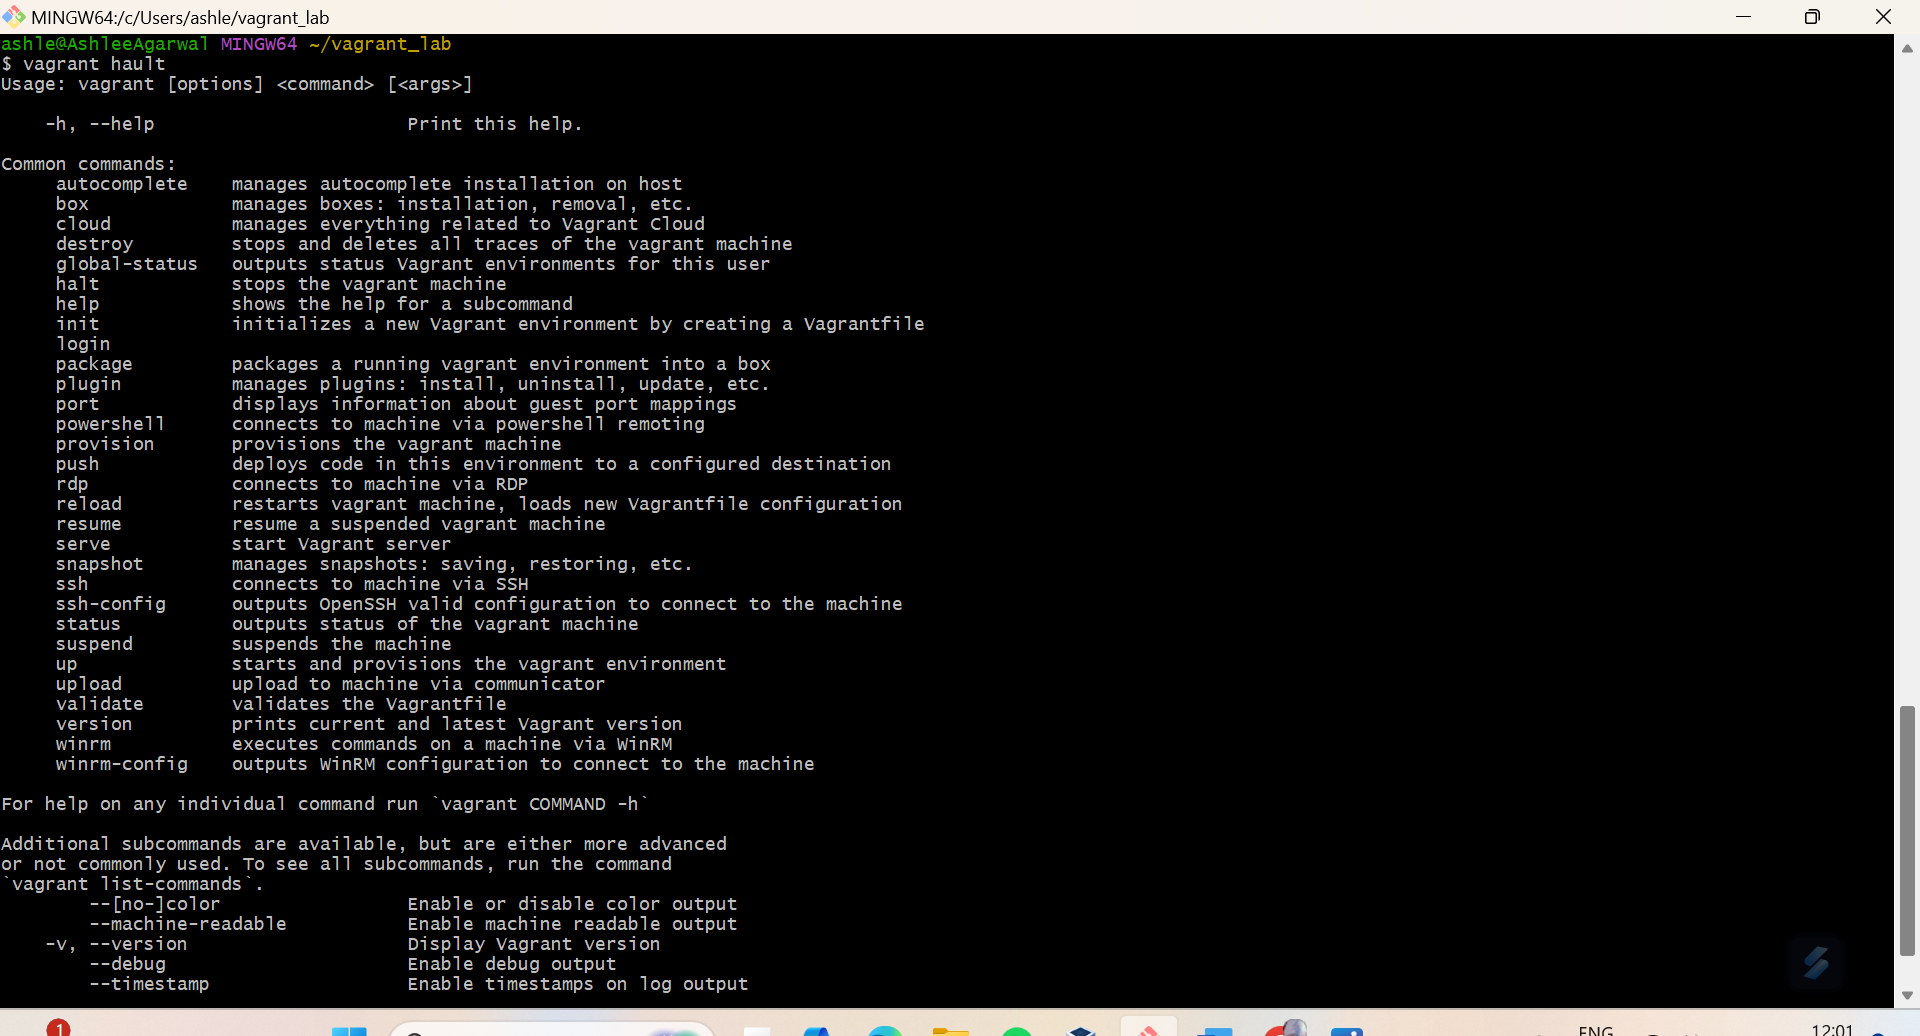 MINGW64:/c/Users/ashle/vagrant_lab
ashle@AshleeAgarwal MINGW64 ~/vagrant_lab
$ vagrant hault
Usage: vagrant [options] <command> [<args>]
-h, --help                       Print this help.
Common commands:
autocomplete    manages autocomplete installation on host
box             manages boxes: installation, removal, etc.
cloud           manages everything related to Vagrant Cloud
destroy         stops and deletes all traces of the vagrant machine
global-status   outputs status Vagrant environments for this user
halt            stops the vagrant machine
help            shows the help for a subcommand
init            initializes a new Vagrant environment by creating a Vagrantfile
login
package         packages a running vagrant environment into a box
plugin          manages plugins: install, uninstall, update, etc.
port            displays information about guest port mappings
powershell      connects to machine via powershell remoting
provision       provisions the vagrant machine
push            deploys code in this environment to a configured destination
rdp             connects to machine via RDP
reload          restarts vagrant machine, loads new Vagrantfile configuration
resume          resume a suspended vagrant machine
serve           start Vagrant server
snapshot        manages snapshots: saving, restoring, etc.
ssh             connects to machine via SSH
ssh-config      outputs OpenSSH valid configuration to connect to the machine
status          outputs status of the vagrant machine
suspend         suspends the machine
up              starts and provisions the vagrant environment
upload          upload to machine via communicator
validate        validates the Vagrantfile
version         prints current and latest Vagrant version
winrm           executes commands on a machine via WinRM
winrm-config    outputs WinRM configuration to connect to the machine
For help on any individual command run `vagrant COMMAND -h`
Additional subcommands are available, but are either more advanced
or not commonly used. To see all subcommands, run the command
`vagrant list-commands`.
--[no-]color                 Enable or disable color output
--machine-readable           Enable machine readable output
-v, --version                    Display Vagrant version
--debug                      Enable debug output
--timestamp                  Enable timestamps on log output
1
ENG
12:01